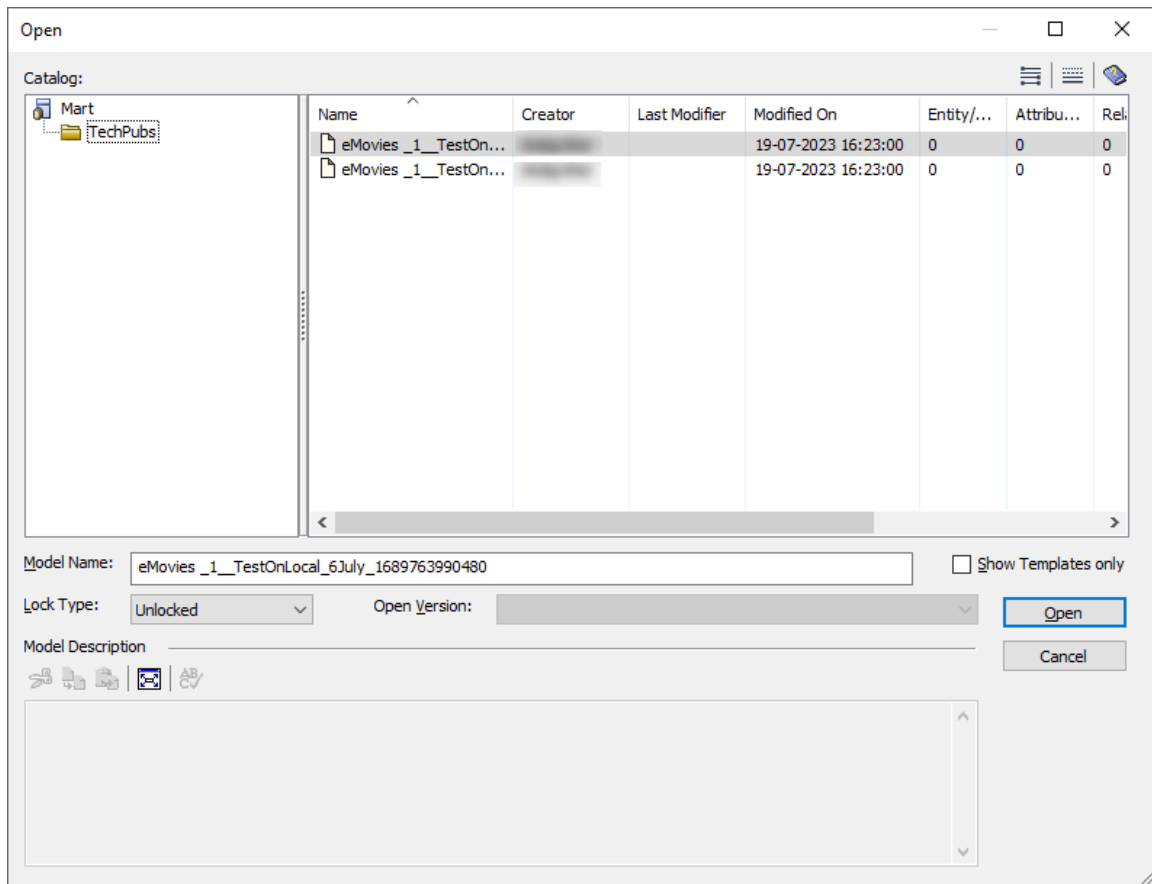 Open
Catalog:
Mart
TechPubs
Name Creator Last Modifier Modified On Entity/... Attribu... Rel
eMovies _1__TestOn... 19-07-2023 16:23:00 0 0 0
eMovies _1__TestOn... 19-07-2023 16:23:00 0 0 0
Model Name: eMovies _1__TestOnLocal_6July_1689763990480 Show Templates only
Lock Type: Unlocked Open Version: Open
Model Description Cancel
ABC